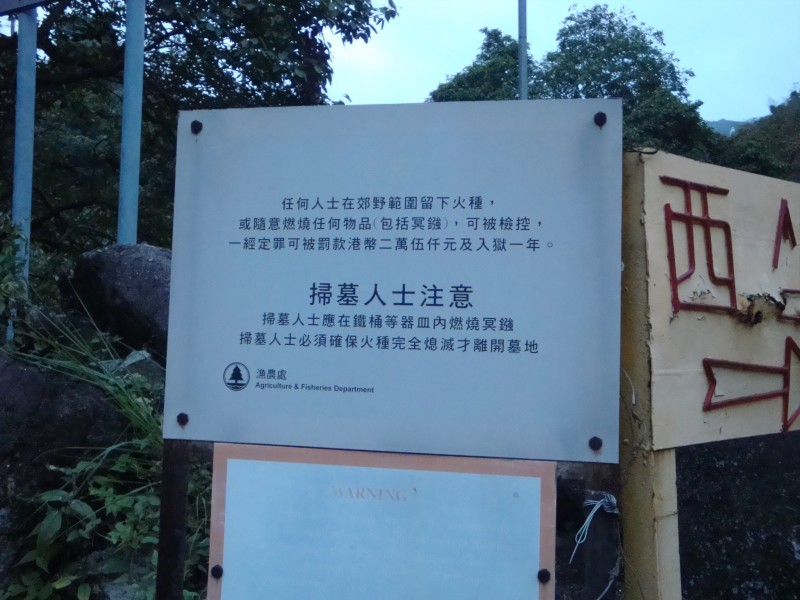 任何人士在郊野範圍留下火種，
或隨意燃燒任何物品(包括冥鏹)，可被檢控，
一經定罪可被罰款港幣二萬伍仟元及入獄一年。
掃墓人士注意
掃墓人士應在鐵桶等器皿內燃燒冥鏹
掃墓人士必須確保火種完全熄滅才離開墓地
漁農處
Agriculture & Fisheries Department
WARNING!
西